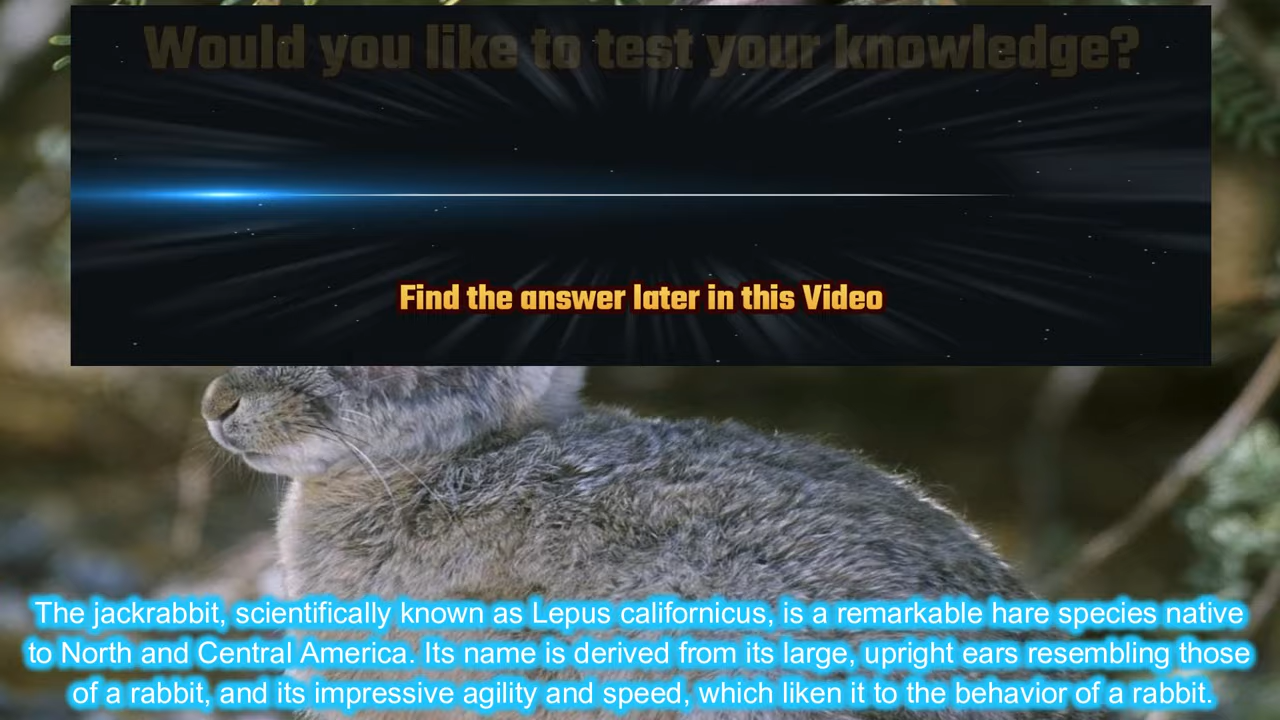 Would you like to test your knowledge?
Find the answer later in this Video
The jackrabbit, scientifically known as Lepus californicus, is a remarkable hare species native
to North and Central America. Its name is derived from its large, upright ears resembling those
of a rabbit, and its impressive agility and speed, which liken it to the behavior of a rabbit.